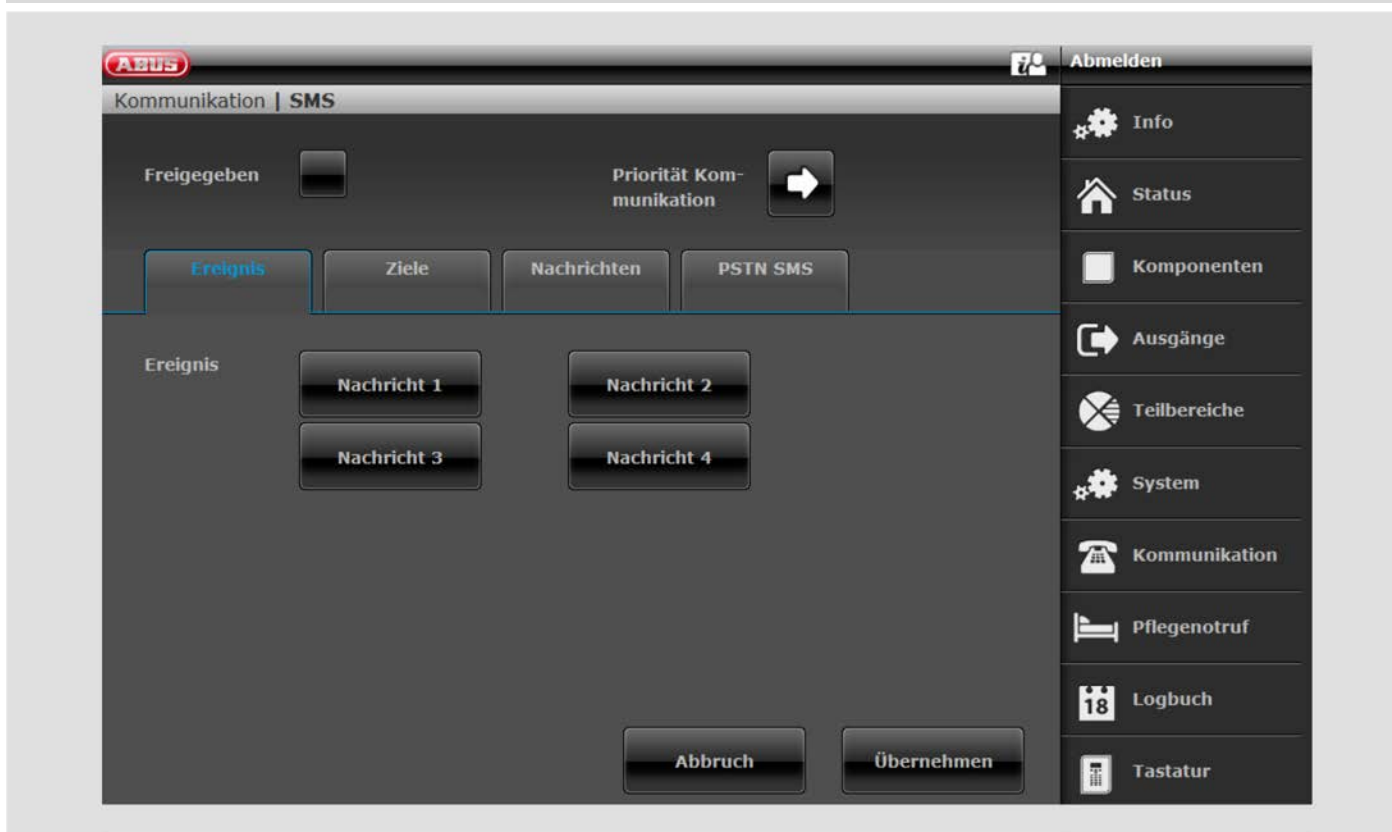 ABUS
Abmelden
Kommunikation | SMS
Info
Freigegeben
Priorität Kom-
munikation
Status
Ereignis
Ziele
Nachrichten
PSTN SMS
Komponenten
Ausgänge
Ereignis
Nachricht 1
Nachricht 2
Teilbereiche
Nachricht 3
Nachricht 4
System
Kommunikation
Pflegenotruf
18
Logbuch
Abbruch
Übernehmen
Tastatur